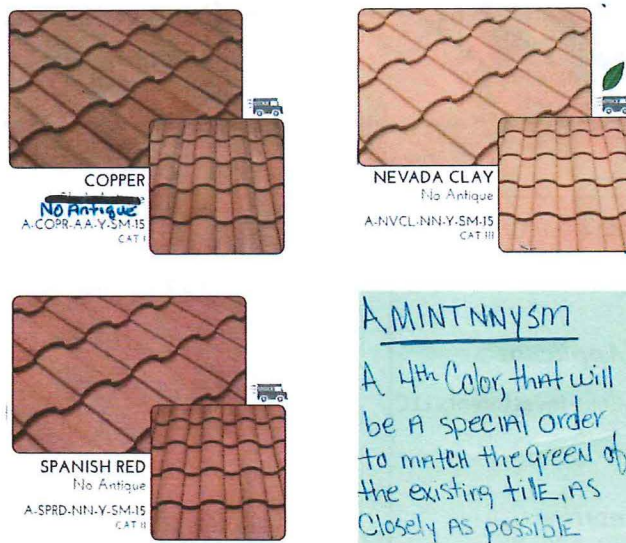 COPPER
No Antique
A-COPR-AA-Y-SM-15
CAT I
NEVADA CLAY
No Antique
A-NVCL-NN-Y-SM-15
CAT III
SPANISH RED
No Antique
A-SPRD-NN-Y-SM-15
CAT II
A MINTNNYSM
A 4th Color, that will
be A special order
to mAtCH the Green of
the existing tilE, AS
Closely As possible